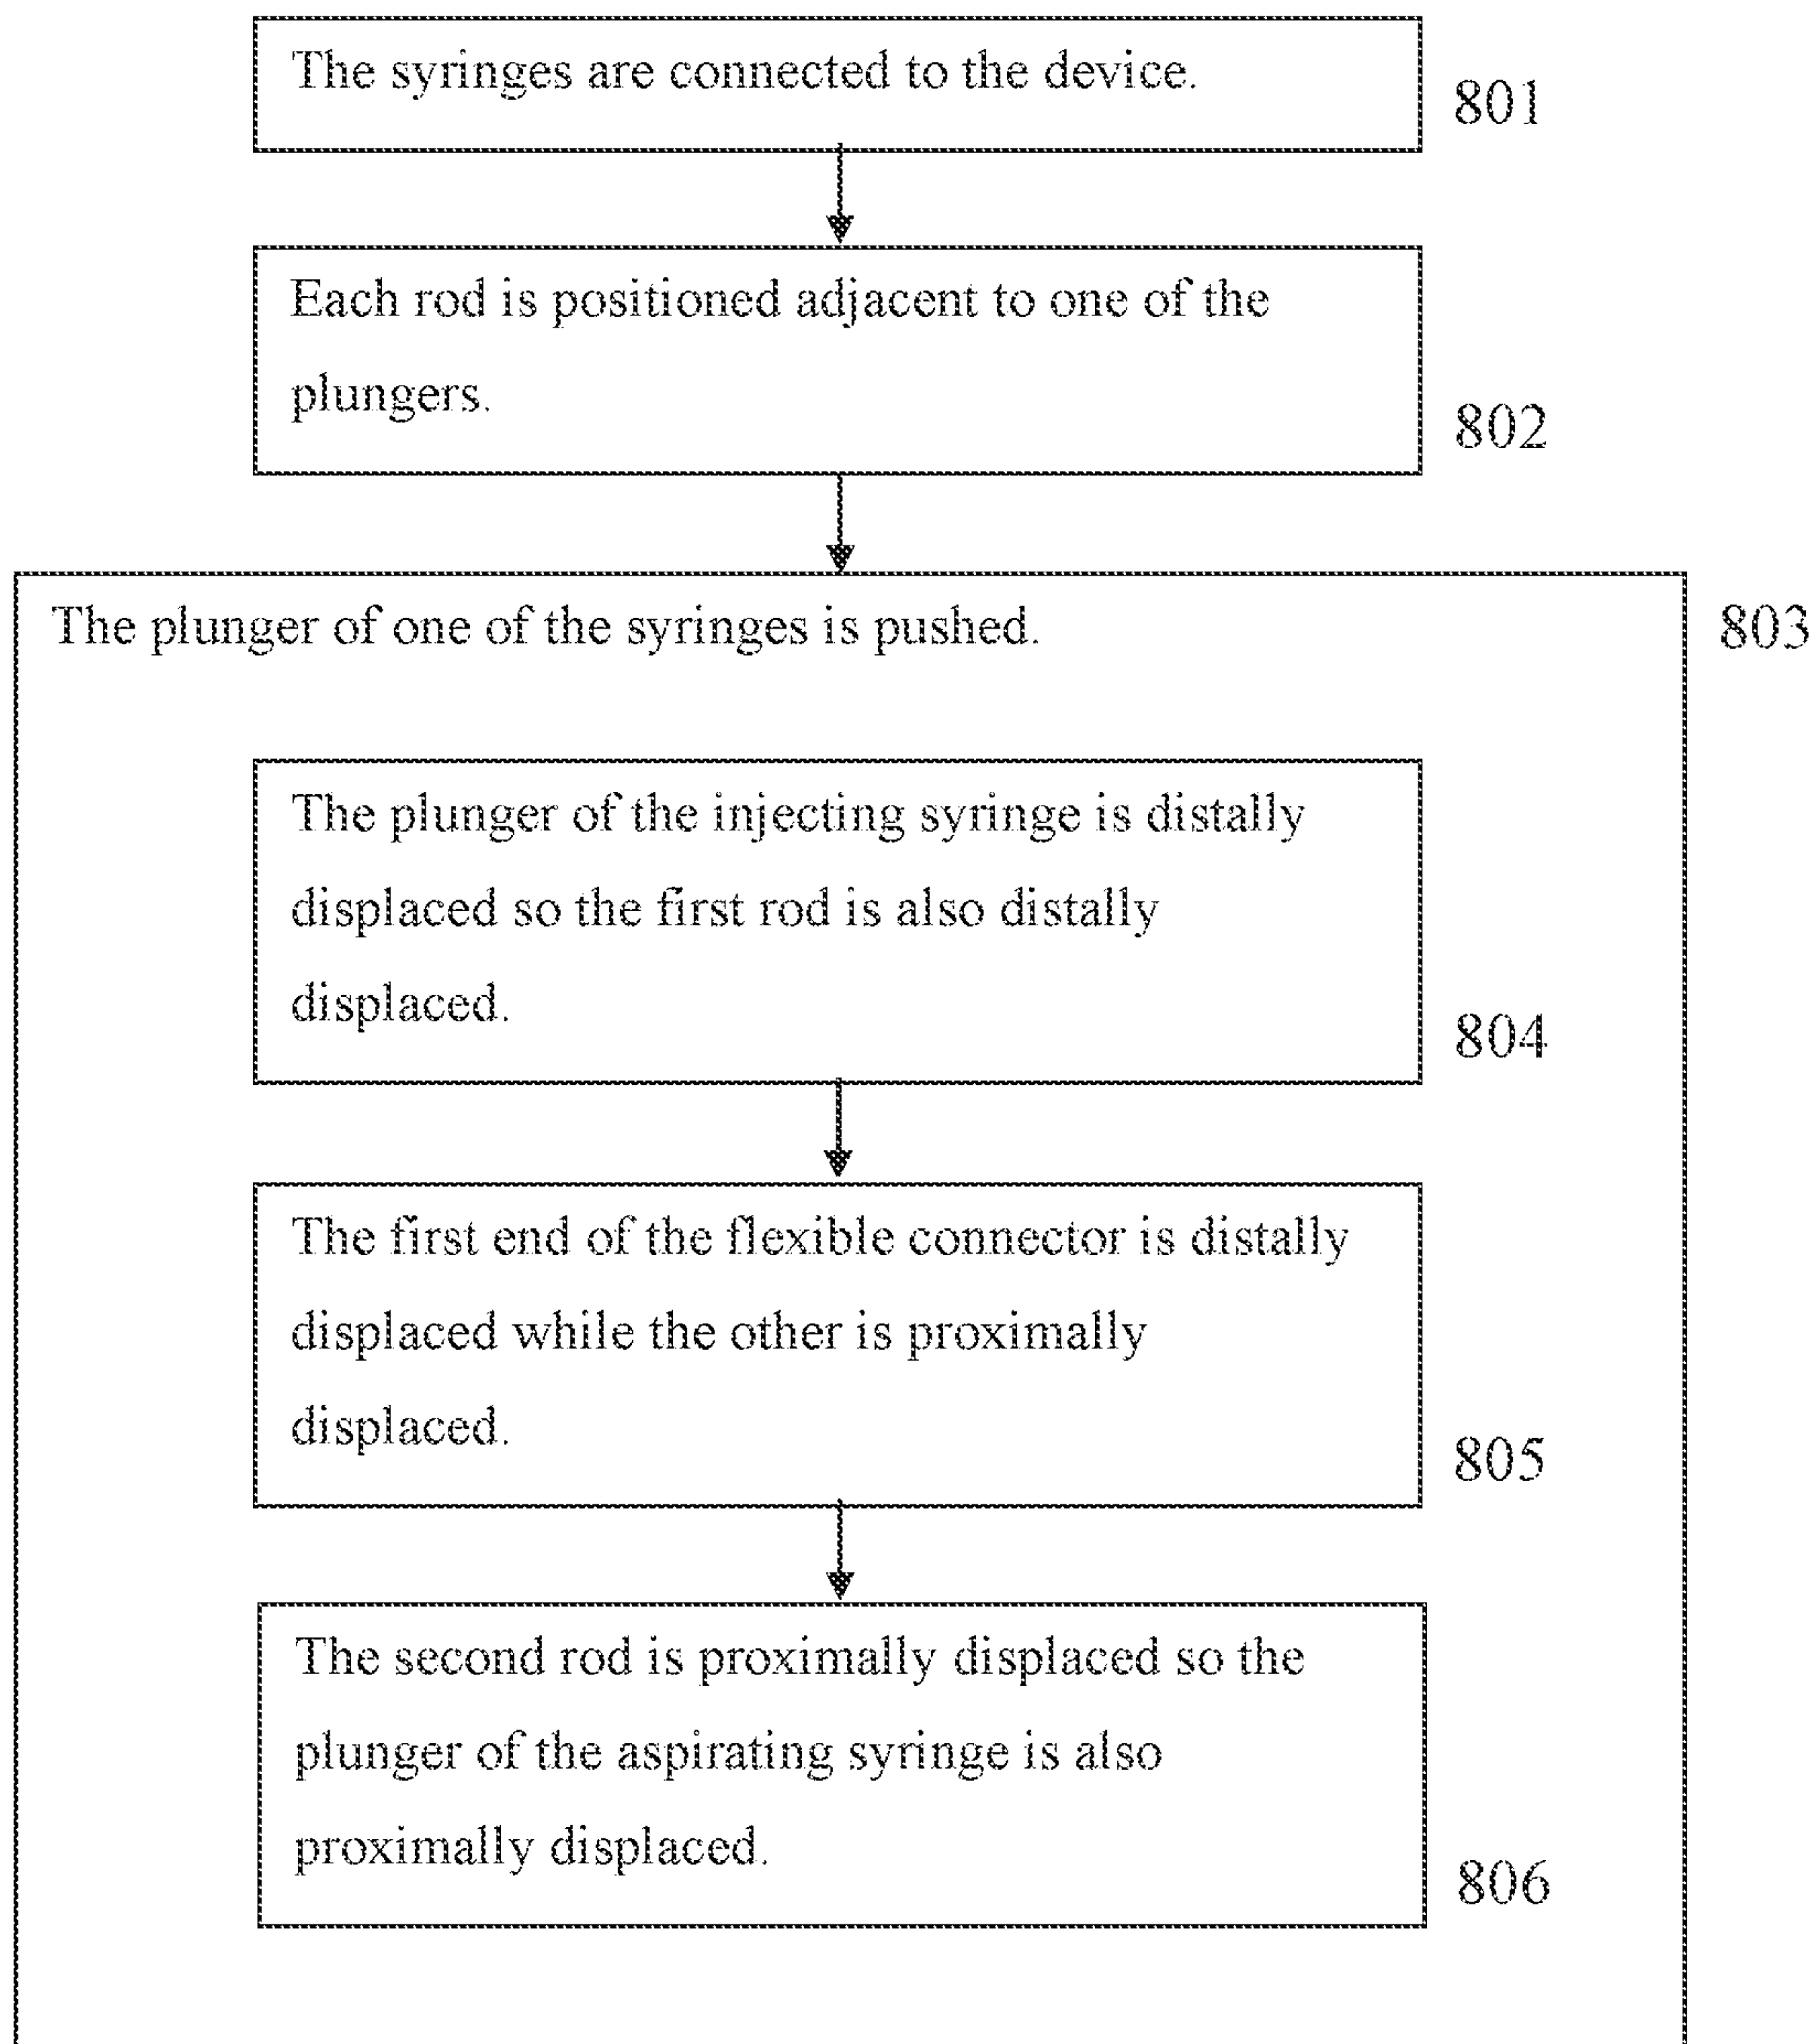 The syringes are connected to the device.
801
Each rod is positioned adjacent to one of the
plungers.
802
The plunger of one of the syringes is pushed.
803
The plunger of the injecting syringe is distally
displaced so the first rod is also distally
displaced.
804
The first end of the flexible connector is distally
displaced while the other is proximally
displaced.
805
The second rod is proximally displaced so the
plunger of the aspirating syringe is also
proximally displaced.
806